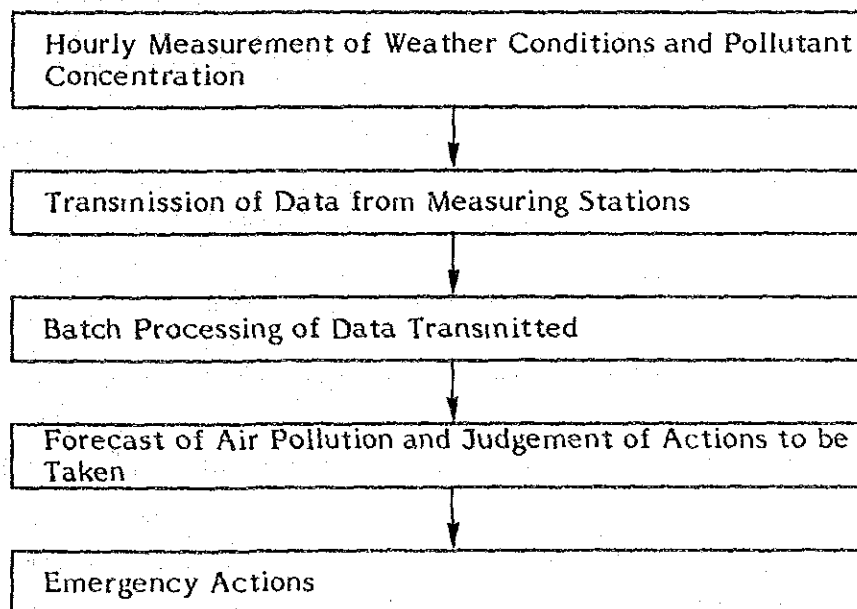 Hourly Measurement of Weather Conditions and Pollutant
Concentration
Transmission of Data from Measuring Stations
Batch Processing of Data Transmitted
Forecast of Air Pollution and Judgement of Actions to be
Taken
Emergency Actions